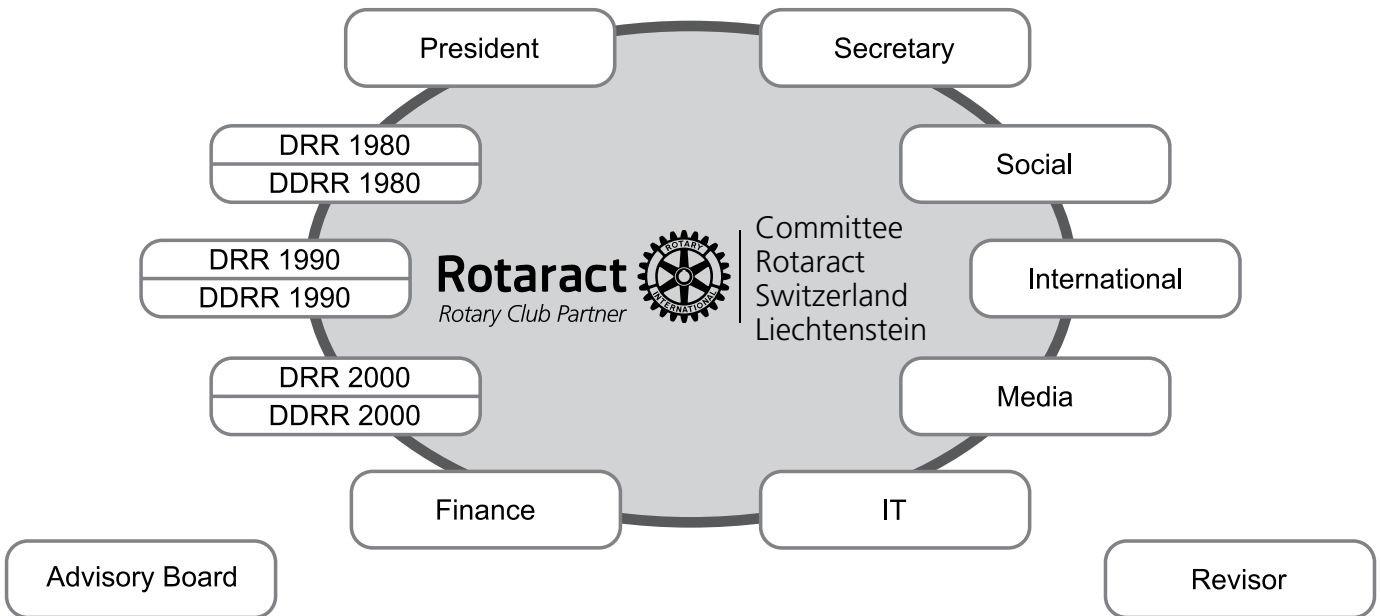 President
Secretary
DRR 1980
DDRR 1980
Social
DRR 1990
DDRR 1990
Rotaract
Rotary Club Partner
ROTARY
INTERNATIONAL
Committee
Rotaract
Switzerland
Liechtenstein
International
DRR 2000
DDRR 2000
Media
Finance
IT
Advisory Board
Revisor